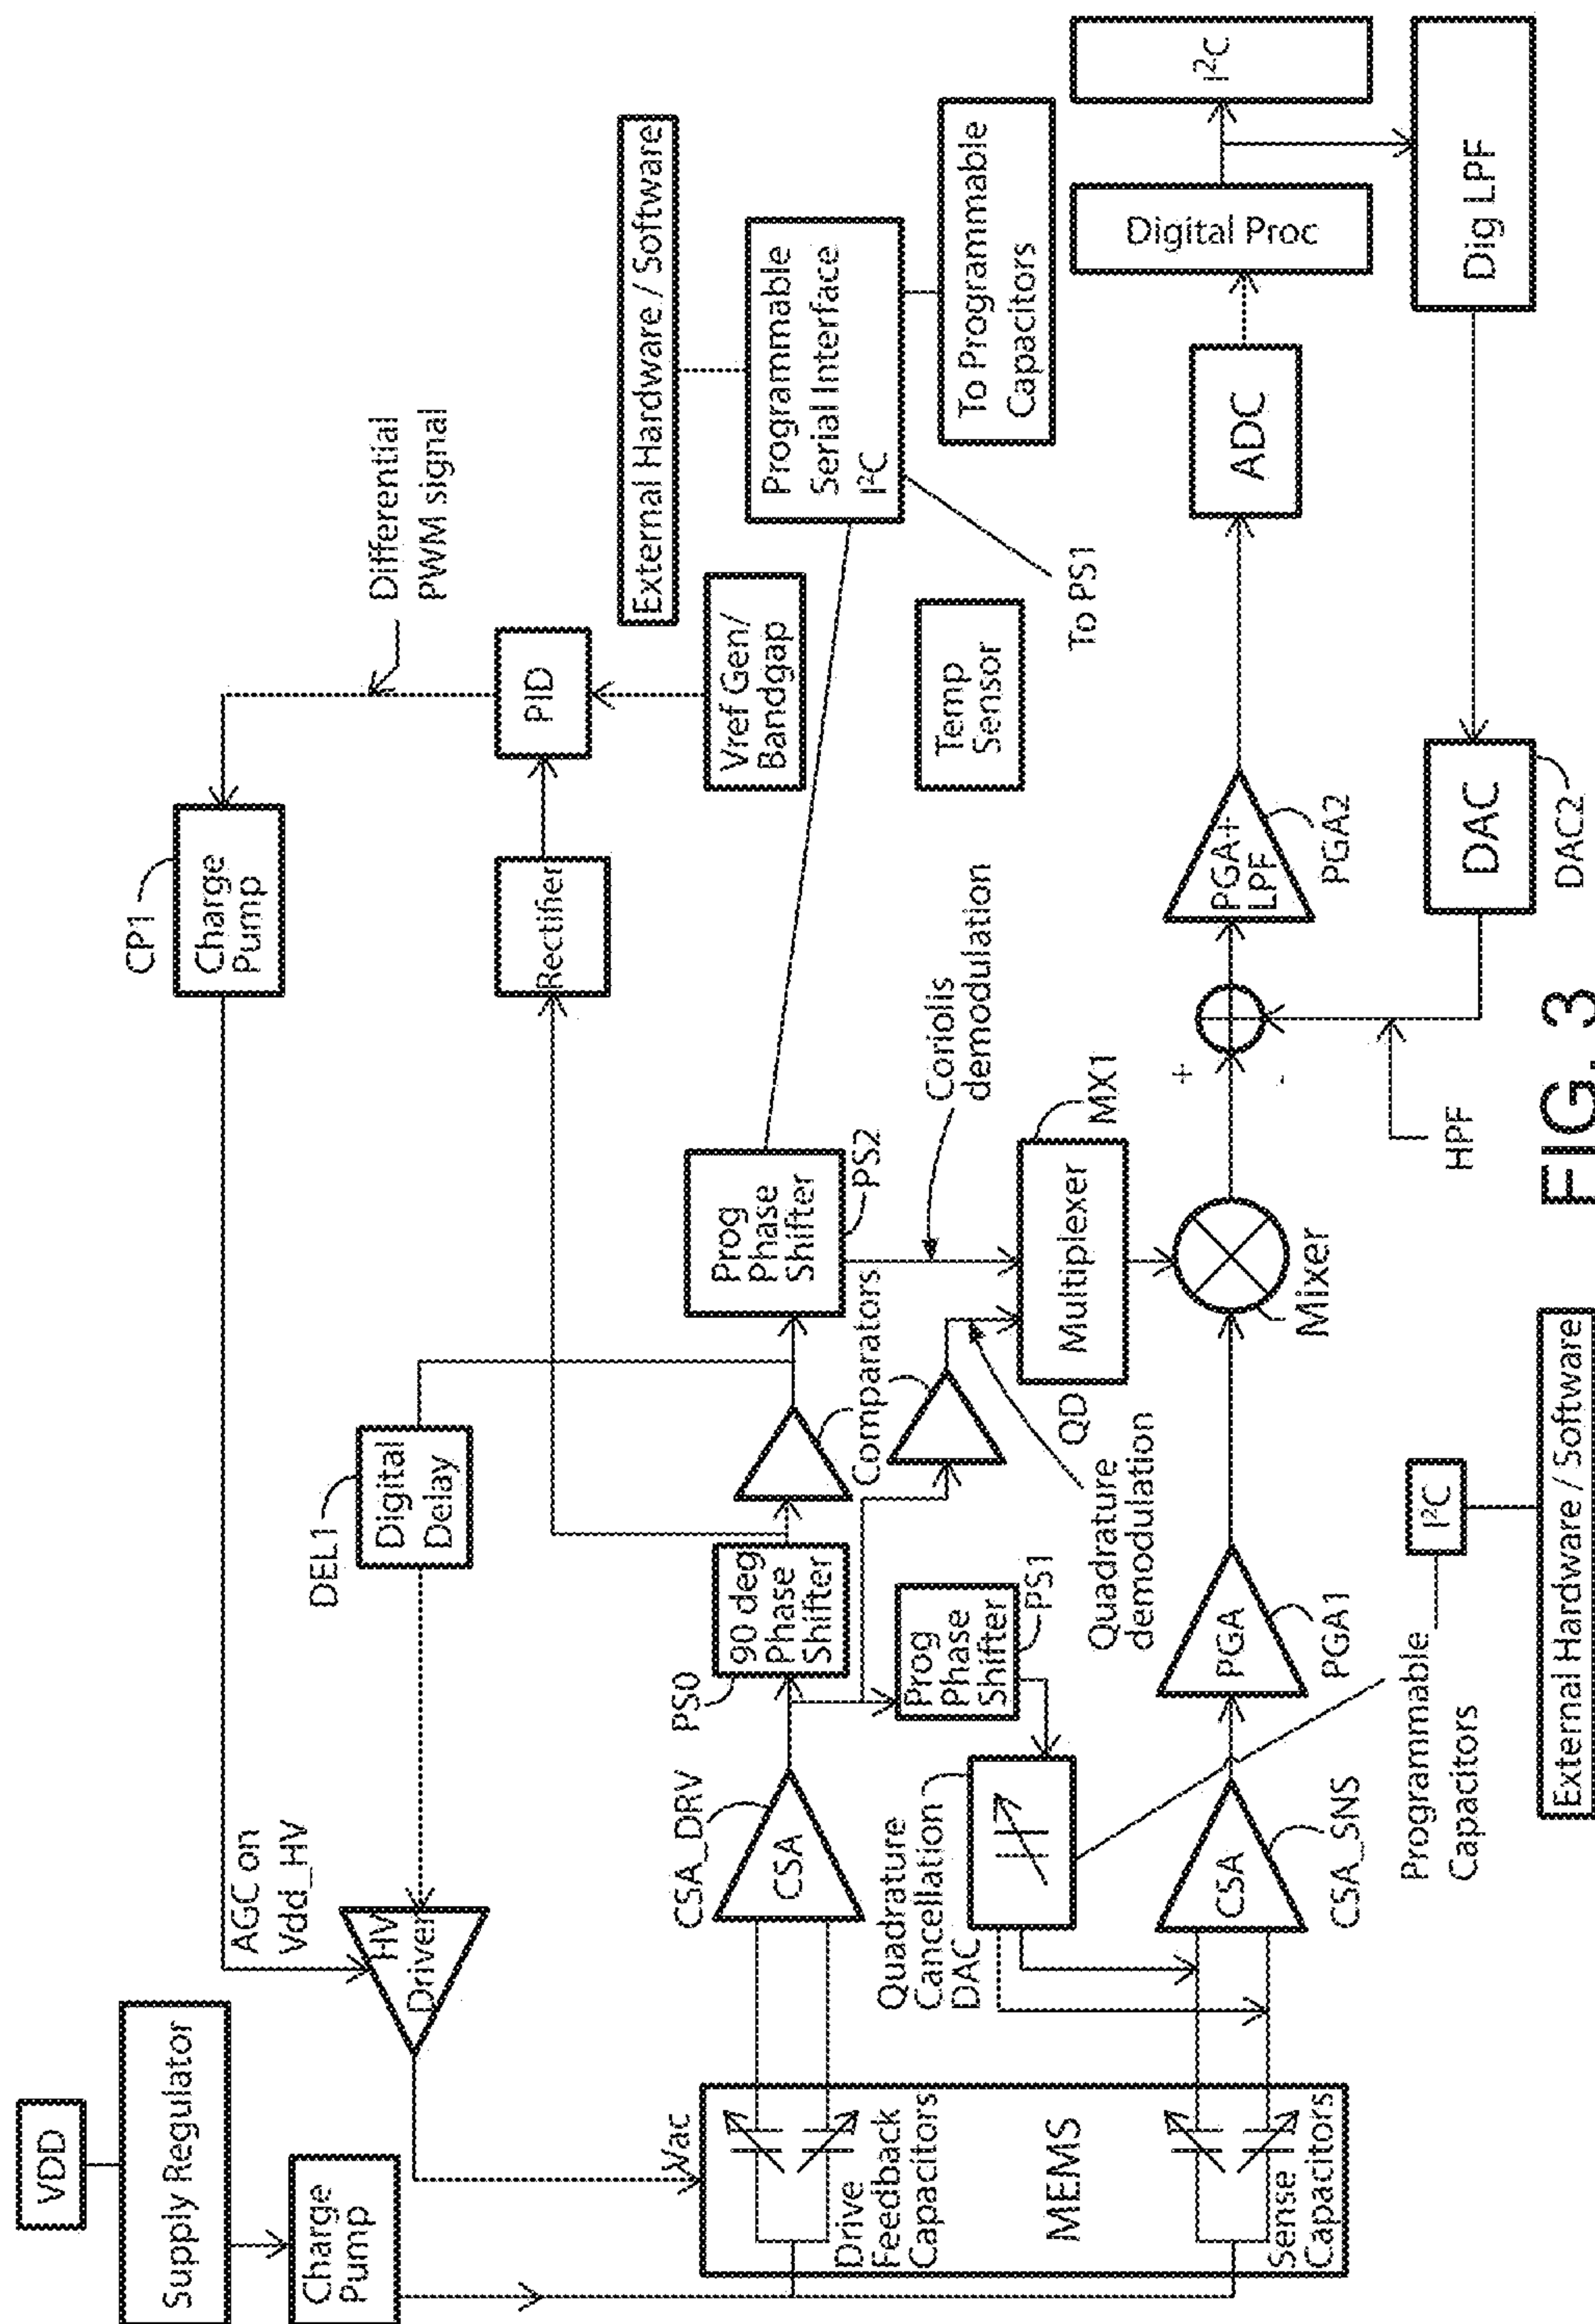 VDD
Supply Regulator
Charge
Pump
AGC on
Vdd_HV
HV
Driver
CP1
Charge
Pump
Differential
PWM signal
DEL1
Digital
Delay
Rectifier
PID
Vref Gen/
Bandgap
External Hardware / Software
Programmable
Serial Interface
I²C
To Programmable
Capacitors
To PS1
Temp
Sensor
Vac
Drive
Feedback
Capacitors
MEMS
Sense
Capacitors
CSA_DRV
CSA
PS0
90 deg
Phase
Shifter
Comparators
Prog
Phase
Shifter
PS2
Coriolis
demodulation
Prog
Phase
Shifter
PS1
Quadrature
Cancellation
DAC
Quadrature
demodulation
QD
Multiplexer
MX1
CSA
CSA_SNS
PGA
PGA1
Mixer
+
-
HPF
PGA+
LPF
PGA2
ADC
Digital Proc
I²C
Dig LPF
DAC
DAC2
Programmable
Capacitors
I²C
External Hardware / Software
FIG. 3